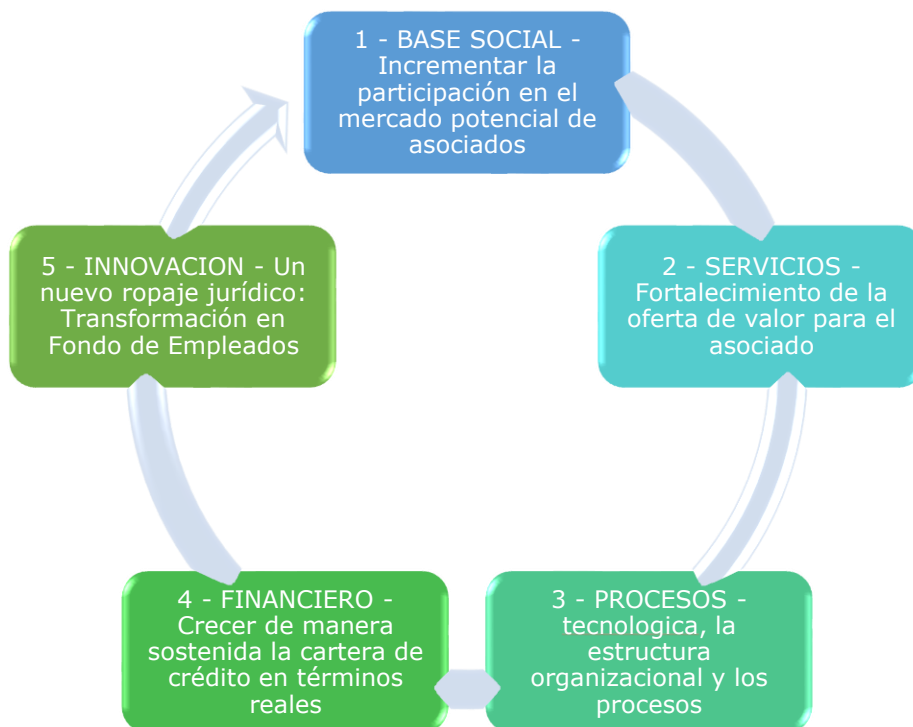 1 - BASE SOCIAL -
Incrementar la
participación en el
mercado potencial de
asociados
2 - SERVICIOS -
Fortalecimiento de la
oferta de valor para el
asociado
3 - PROCESOS -
tecnologica, la
estructura
organizacional y los
procesos
4 - FINANCIERO -
Crecer de manera
sostenida la cartera de
crédito en términos
reales
5 - INNOVACION - Un
nuevo ropaje jurídico:
Transformación en
Fondo de Empleados